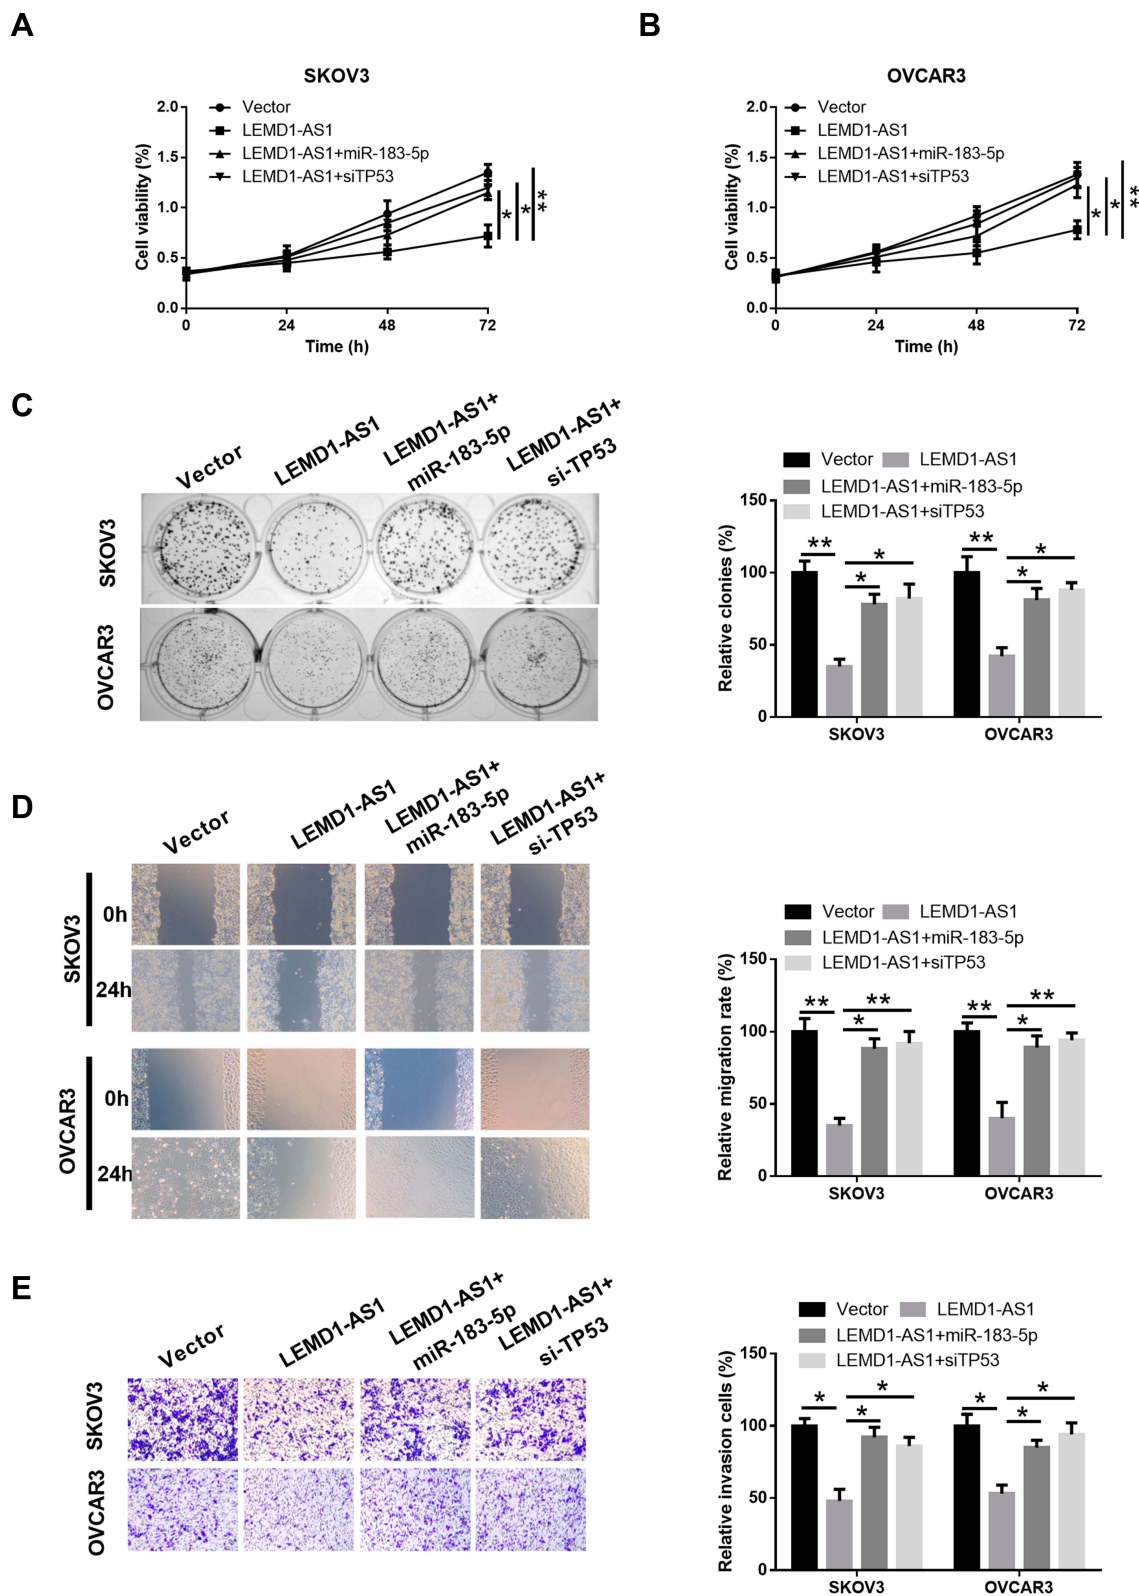 A
SKOV3
2.0
1.5
1.0
0.5
0.0
Cell viability (%)
Vector
LEMD1-AS1
LEMD1-AS1+miR-183-5p
LEMD1-AS1+siTP53
*
*
**
0 24 48 72
Time (h)
B
OVCAR3
2.0
1.5
1.0
0.5
0.0
Cell viability (%)
Vector
LEMD1-AS1
LEMD1-AS1+miR-183-5p
LEMD1-AS1+siTP53
*
*
**
0 24 48 72
Time (h)
C
Vector
LEMD1-AS1
LEMD1-AS1+
miR-183-5p
LEMD1-AS1+
si-TP53
SKOV3
OVCAR3
Vector LEMD1-AS1
LEMD1-AS1+miR-183-5p
LEMD1-AS1+siTP53
150
100
50
0
Relative clonies (%)
** * * ** * *
SKOV3 OVCAR3
D
Vector
LEMD1-AS1
LEMD1-AS1+
miR-183-5p
LEMD1-AS1+
si-TP53
SKOV3
0h
24h
OVCAR3
0h
24h
Vector LEMD1-AS1
LEMD1-AS1+miR-183-5p
LEMD1-AS1+siTP53
150
100
50
0
Relative migration rate (%)
** * ** ** * **
SKOV3 OVCAR3
E
Vector
LEMD1-AS1
LEMD1-AS1+
miR-183-5p
LEMD1-AS1+
si-TP53
SKOV3
OVCAR3
Vector LEMD1-AS1
LEMD1-AS1+miR-183-5p
LEMD1-AS1+siTP53
150
100
50
0
Relative invasion cells (%)
* * * * * *
SKOV3 OVCAR3